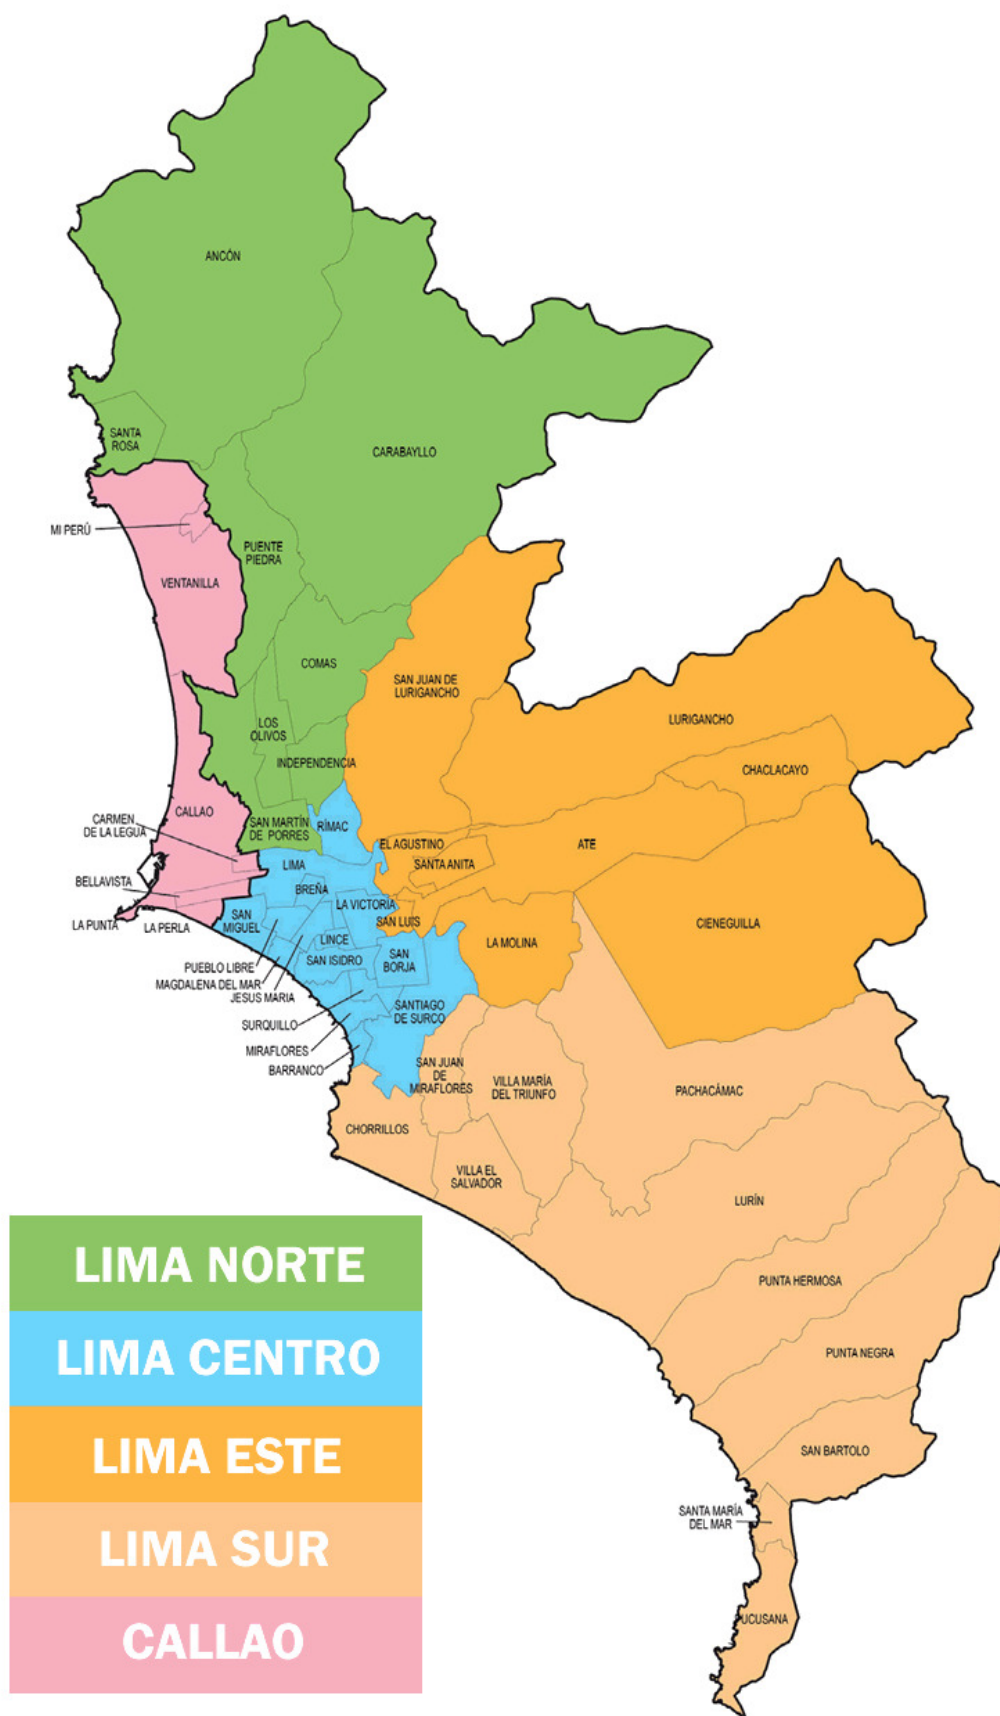 ANCÓN
SANTA
ROSA
CARABAYLLO
MI PERÚ
PUENTE
PIEDRA
VENTANILLA
COMAS
SAN JUAN DE
LURIGANCHO
LOS
OLIVOS
LURIGANCHO
INDEPENDENCIA
CHACLACAYO
CALLAO
CARMEN
DE LA LEGUA
SAN MARTÍN
DE PORRES
RÍMAC
EL AGUSTINO
ATE
SANTA ANITA
LIMA
BELLAVISTA
BREÑA
LA VICTORIA
LA PUNTA
LA PERLA
SAN
MIGUEL
SAN LUIS
CIENEGUILLA
LINCE
LA MOLINA
PUEBLO LIBRE
SAN ISIDRO
SAN
BORJA
MAGDALENA DEL MAR
JESUS MARIA
SURQUILLO
SANTIAGO
DE SURCO
MIRAFLORES
BARRANCO
SAN JUAN
DE
MIRAFLORES
VILLA MARÍA
DEL TRIUNFO
PACHACÁMAC
CHORRILLOS
VILLA EL
SALVADOR
LURÍN
PUNTA HERMOSA
PUNTA NEGRA
SAN BARTOLO
SANTA MARÍA
DEL MAR
PUCUSANA
LIMA NORTE
LIMA CENTRO
LIMA ESTE
LIMA SUR
CALLAO